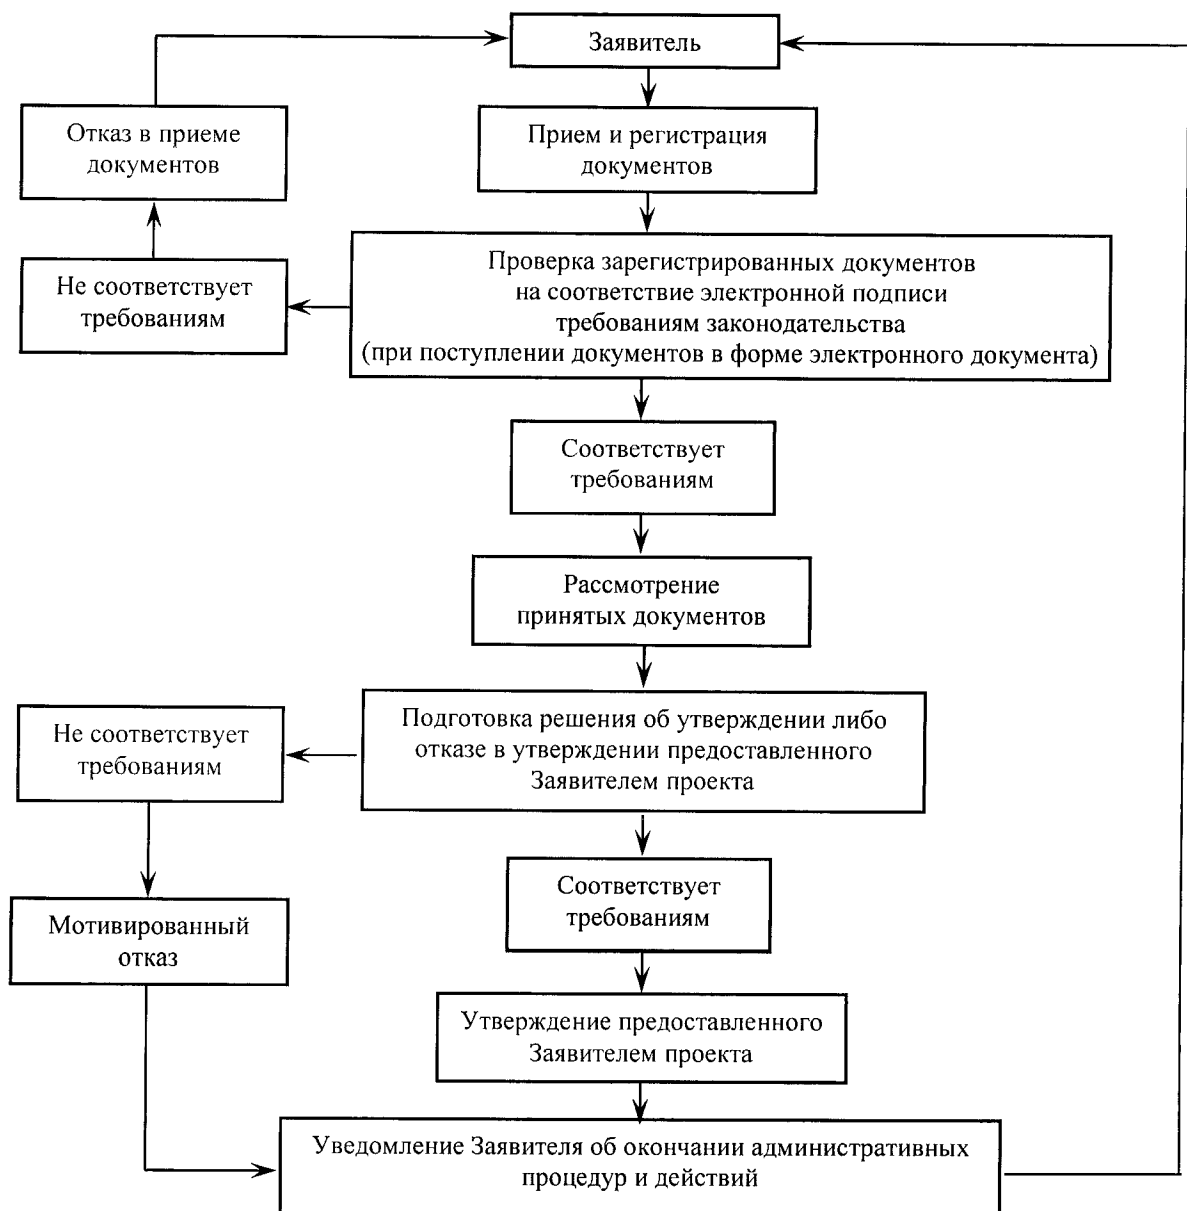 Заявитель
Отказ в приеме
документов
Прием и регистрация
документов
Не соответствует
требованиям
Проверка зарегистрированных документов
на соответствие электронной подписи
требованиям законодательства
(при поступлении документов в форме электронного документа)
Соответствует
требованиям
Рассмотрение
принятых документов
Не соответствует
требованиям
Подготовка решения об утверждении либо
отказе в утверждении предоставленного
Заявителем проекта
Соответствует
требованиям
Мотивированный
отказ
Утверждение предоставленного
Заявителем проекта
Уведомление Заявителя об окончании административных
процедур и действий